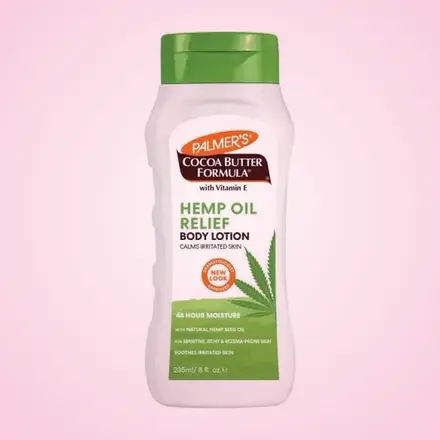 PALMER'S®
COCOA BUTTER
FORMULA®
with Vitamin E
HEMP OIL
RELIEF
BODY LOTION
CALMS IRRITATED SKIN
NEW
LOOK
48 HOUR MOISTURE
WITH NATURAL HEMP SEED OIL
FOR SENSITIVE, ITCHY & ECZEMA-PRONE SKIN
SOOTHES IRRITATED SKIN
235ml/ 8 fl. oz. ℮